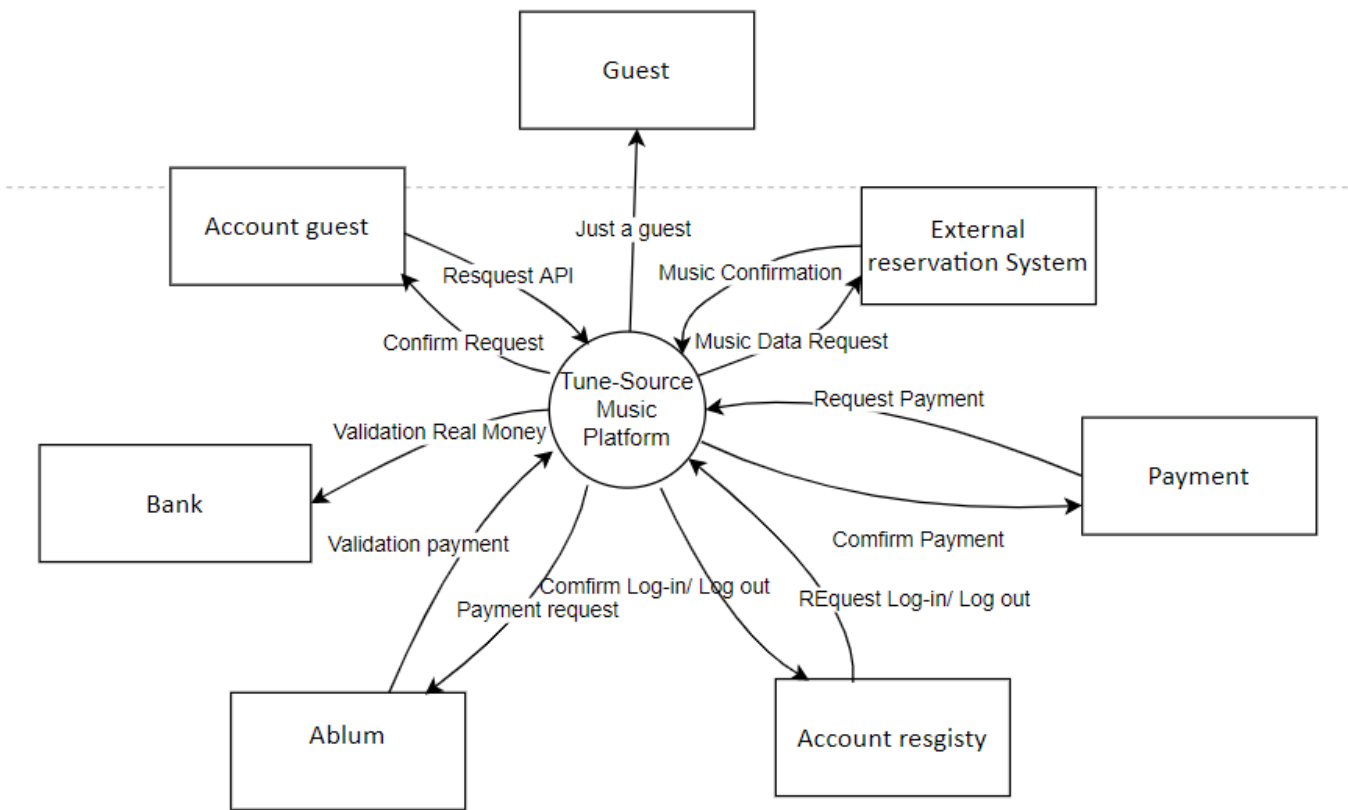 Guest
Account guest
External
reservation System
Just a guest
Music Confirmation
Resquest API
Confirm Request
Music Data Request
Tune-Source
Music
Platform
Request Payment
Validation Real Money
Payment
Bank
Validation payment
Comfirm Payment
Comfirm Log-in/ Log out
REquest Log-in/ Log out
Payment request
Ablum
Account resgisty